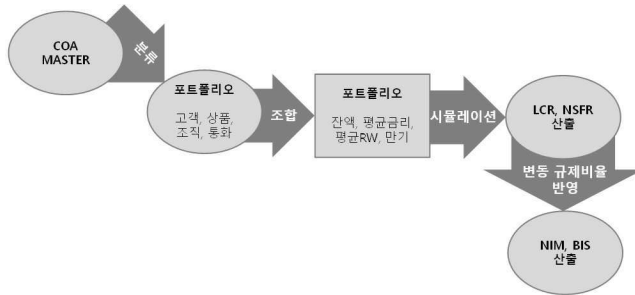 COA
MASTER
분류
포트폴리오
고객, 상품,
조직, 통화
조합
포트폴리오
잔액, 평균금리,
평균RW, 만기
시뮬레이션
LCR, NSFR
산출
변동 규제비율
반영
NIM, BIS
산출